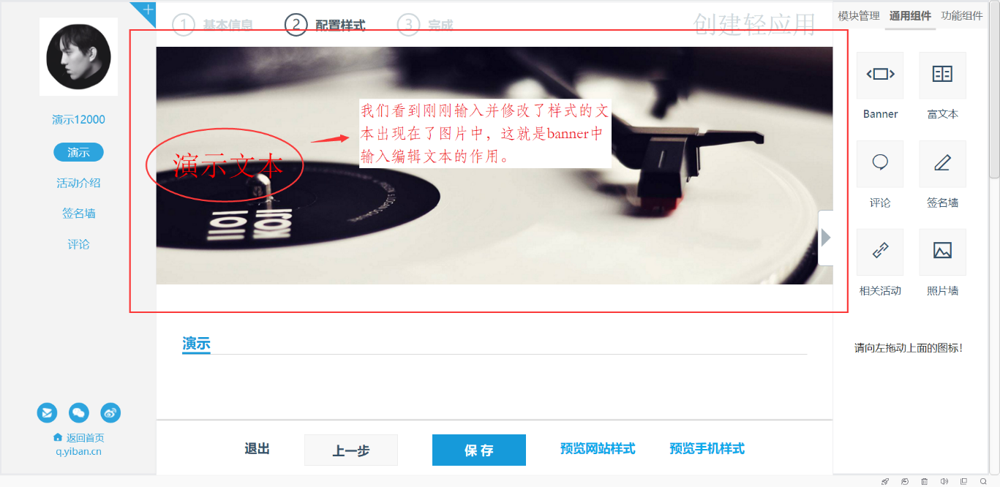 1 基本信息
2 配置样式
3 完成
创建轻应用
模块管理 通用组件 功能组件
演示12000
演示
活动介绍
签名墙
评论
我们看到刚刚输入并修改了样式的文
本出现在了图片中，这就是banner中
输入编辑文本的作用。
演示文本
IIOI
KOJI
Banner 富文本
评论 签名墙
相关活动 照片墙
请向左拖动上面的图标！
演示
返回首页
q.yiban.cn
退出 上一步 保存 预览网站样式 预览手机样式